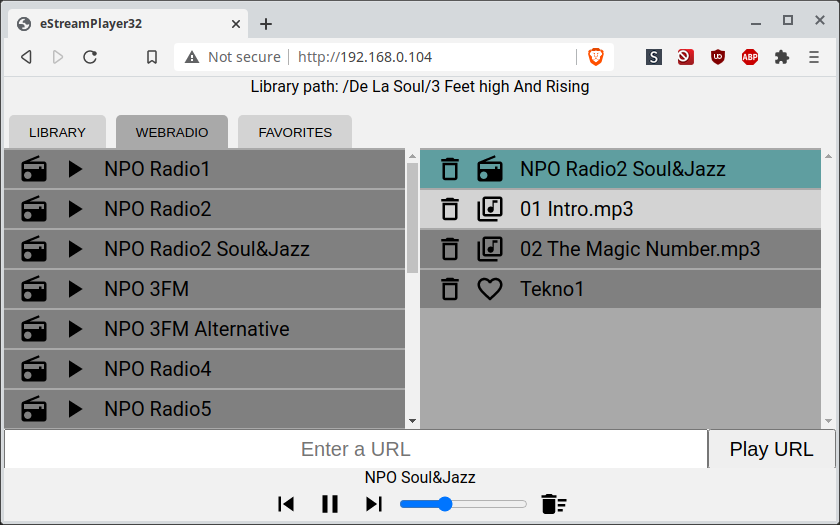 eStreamPlayer32
Not secure
http://192.168.0.104
S
UD
ABP
Library path: /De La Soul/3 Feet high And Rising
LIBRARY
WEBRADIO
FAVORITES
NPO Radio1
NPO Radio2
NPO Radio2 Soul&Jazz
NPO 3FM
NPO 3FM Alternative
NPO Radio4
NPO Radio5
NPO Radio2 Soul&Jazz
01 Intro.mp3
02 The Magic Number.mp3
Tekno1
Enter a URL
Play URL
NPO Soul&Jazz